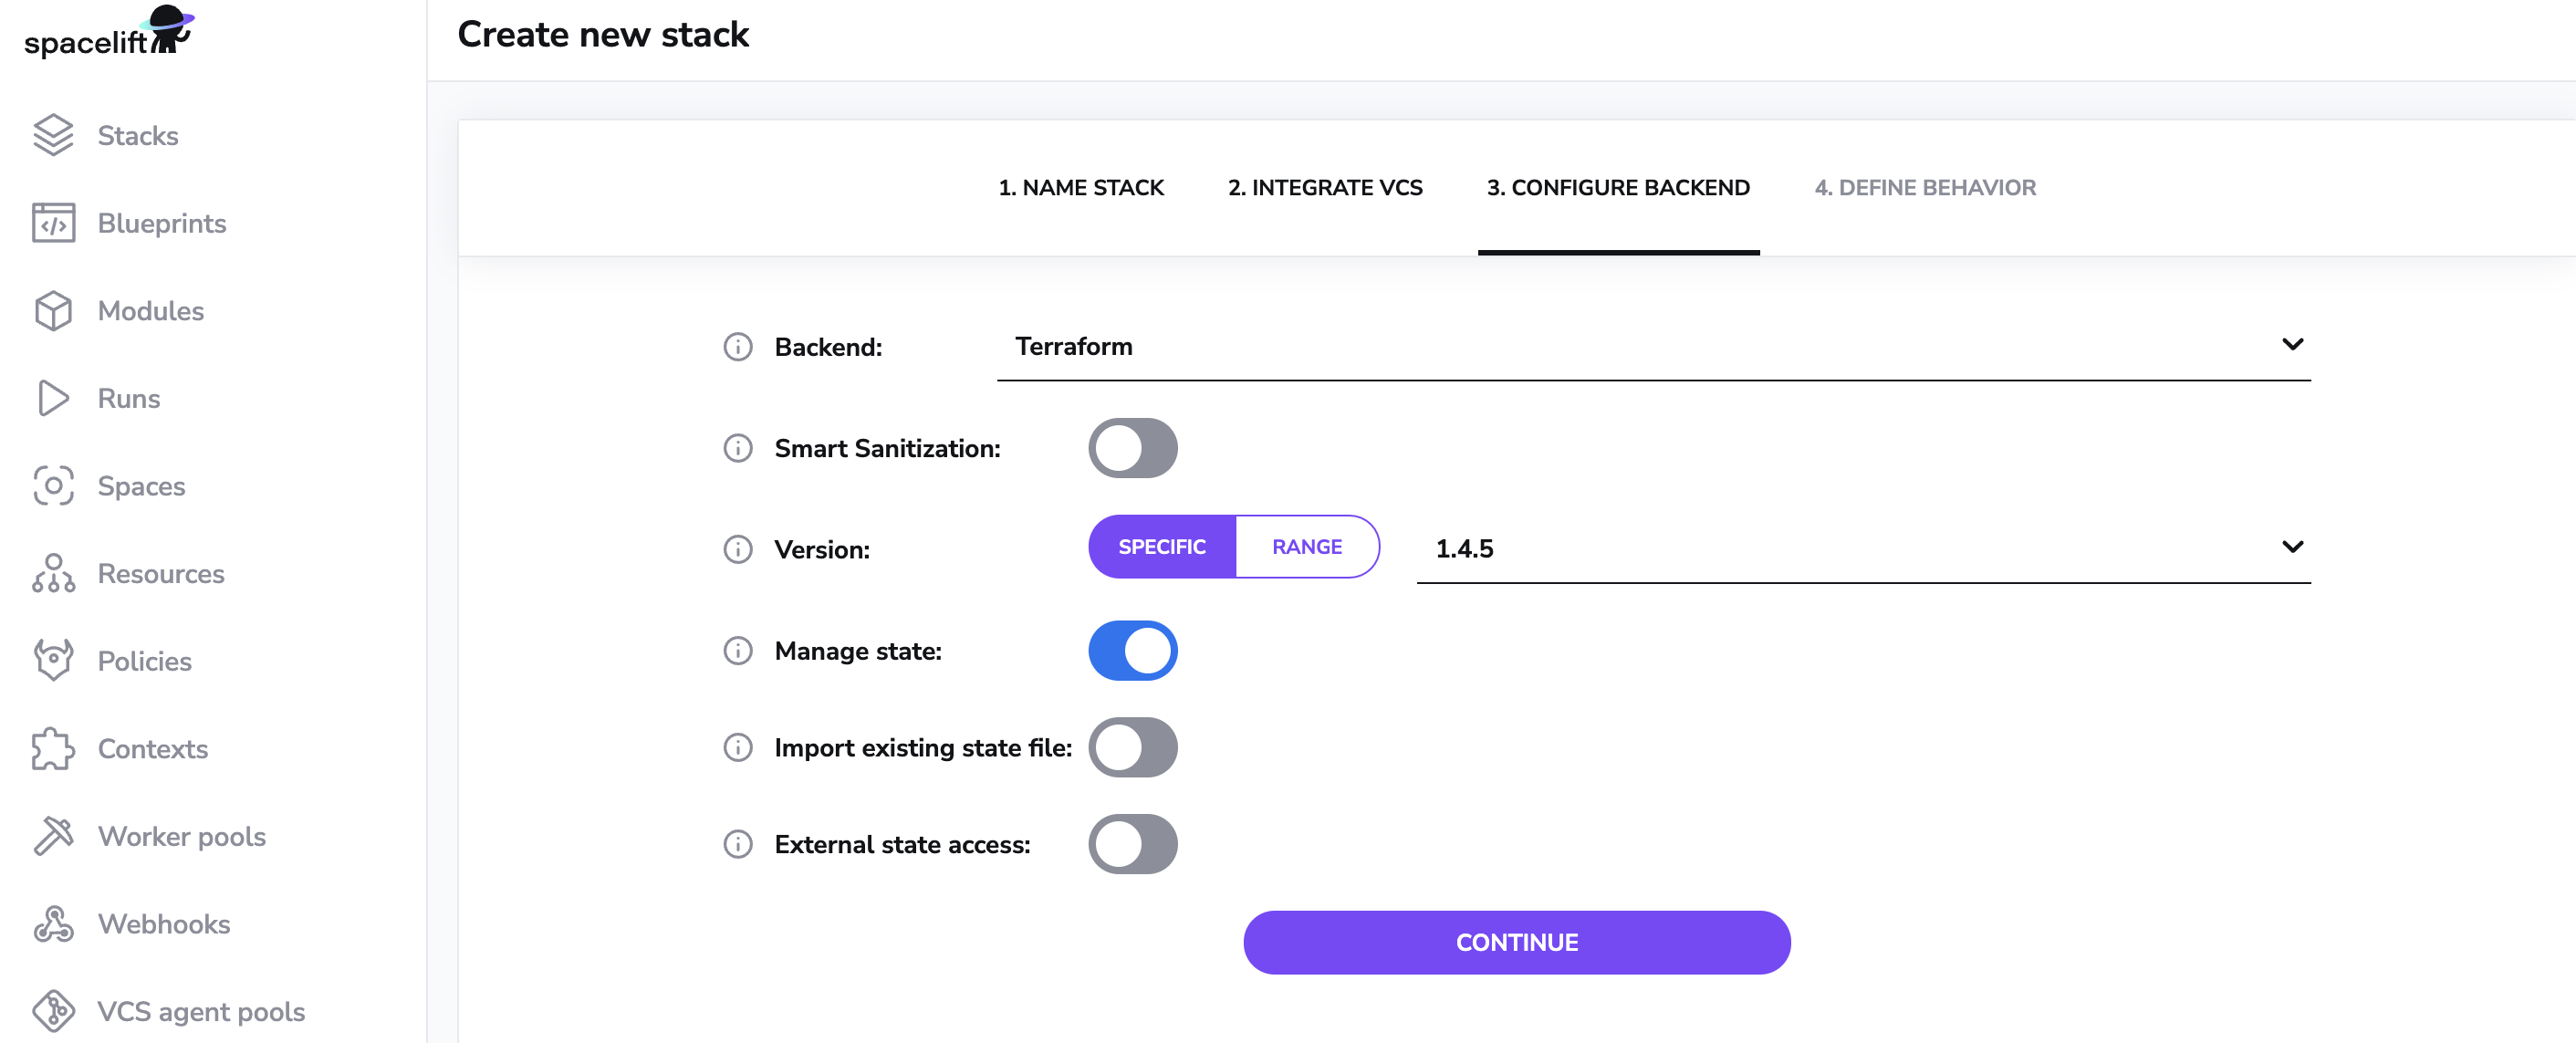 spacelift
Stacks
Blueprints
Modules
Runs
Spaces
Resources
Policies
Contexts
Worker pools
Webhooks
VCS agent pools
Create new stack
1. NAME STACK
2. INTEGRATE VCS
3. CONFIGURE BACKEND
4. DEFINE BEHAVIOR
Backend: Terraform
Smart Sanitization:
Version: SPECIFIC RANGE 1.4.5
Manage state:
Import existing state file:
External state access:
CONTINUE